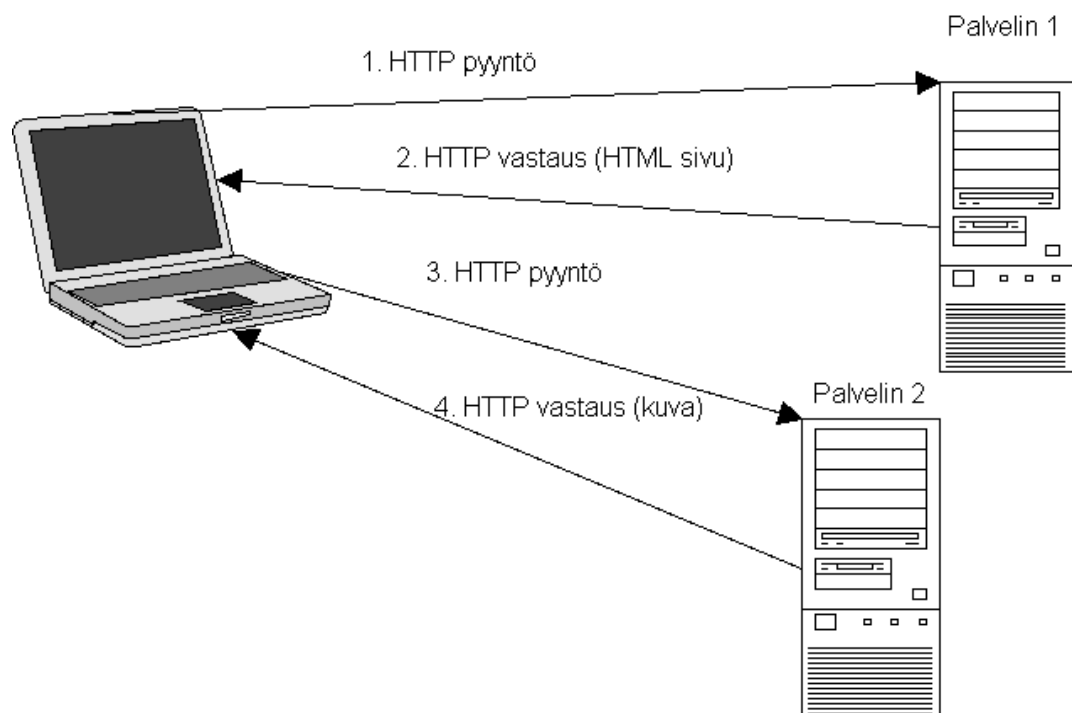 Palvelin 1
1. HTTP pyyntö
2. HTTP vastaus (HTML sivu)
3. HTTP pyyntö
Palvelin 2
4. HTTP vastaus (kuva)